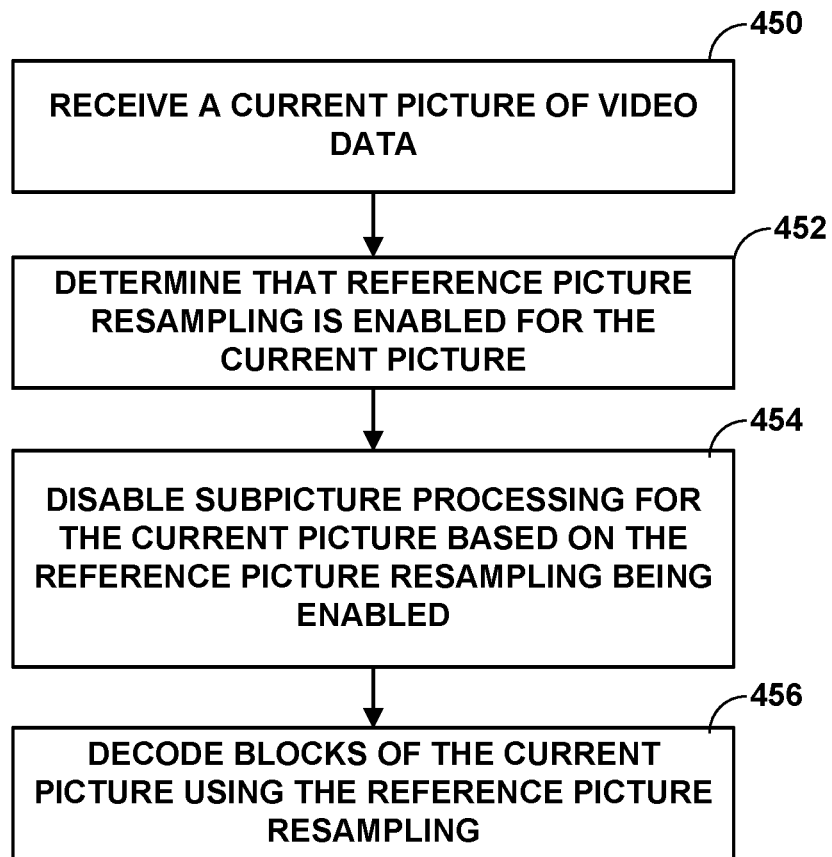 450
RECEIVE A CURRENT PICTURE OF VIDEO
DATA
452
DETERMINE THAT REFERENCE PICTURE
RESAMPLING IS ENABLED FOR THE
CURRENT PICTURE
454
DISABLE SUBPICTURE PROCESSING FOR
THE CURRENT PICTURE BASED ON THE
REFERENCE PICTURE RESAMPLING BEING
ENABLED
456
DECODE BLOCKS OF THE CURRENT
PICTURE USING THE REFERENCE PICTURE
RESAMPLING